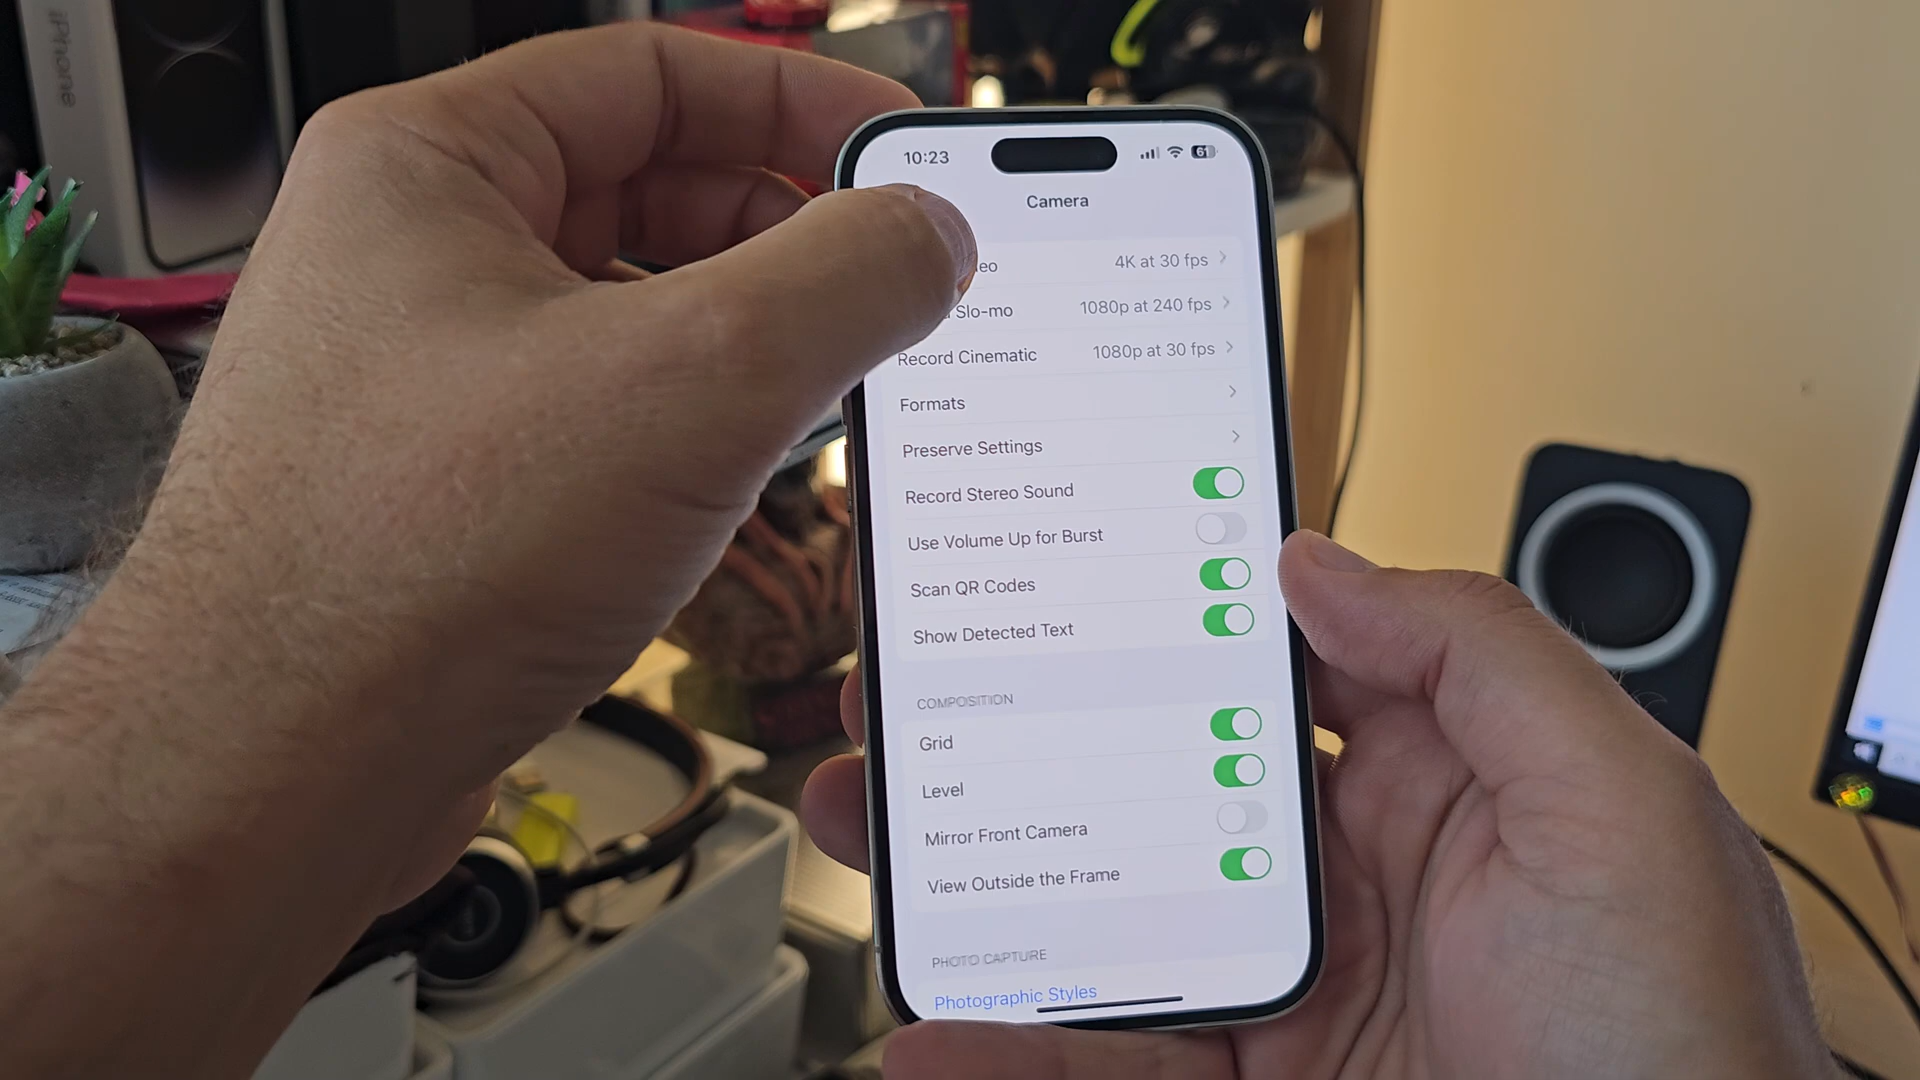 iPhone
10:23
61
Camera
eo 4K at 30 fps
Slo-mo 1080p at 240 fps
Record Cinematic 1080p at 30 fps
Formats
Preserve Settings
Record Stereo Sound
Use Volume Up for Burst
Scan QR Codes
Show Detected Text
COMPOSITION
Grid
Level
Mirror Front Camera
View Outside the Frame
PHOTO CAPTURE
Photographic Styles